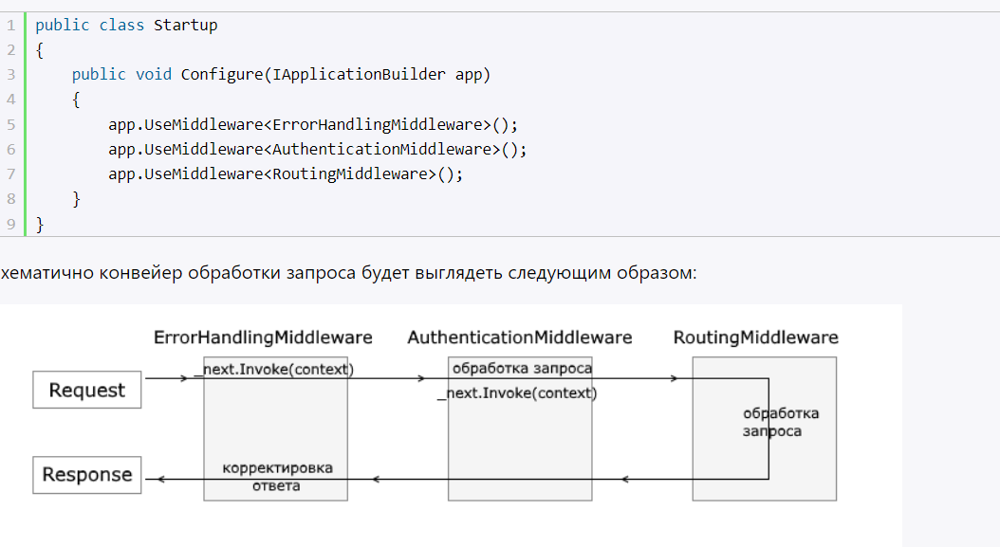 1 public class Startup
2 {
3 public void Configure(IApplicationBuilder app)
4 {
5 app.UseMiddleware<ErrorHandlingMiddleware>();
6 app.UseMiddleware<AuthenticationMiddleware>();
7 app.UseMiddleware<RoutingMiddleware>();
8 }
9 }
хематично конвейер обработки запроса будет выглядеть следующим образом:
ErrorHandlingMiddleware AuthenticationMiddleware RoutingMiddleware
_next.Invoke(context) обработка запроса
Request _next.Invoke(context)
обработка
запроса
Response корректировка
ответа